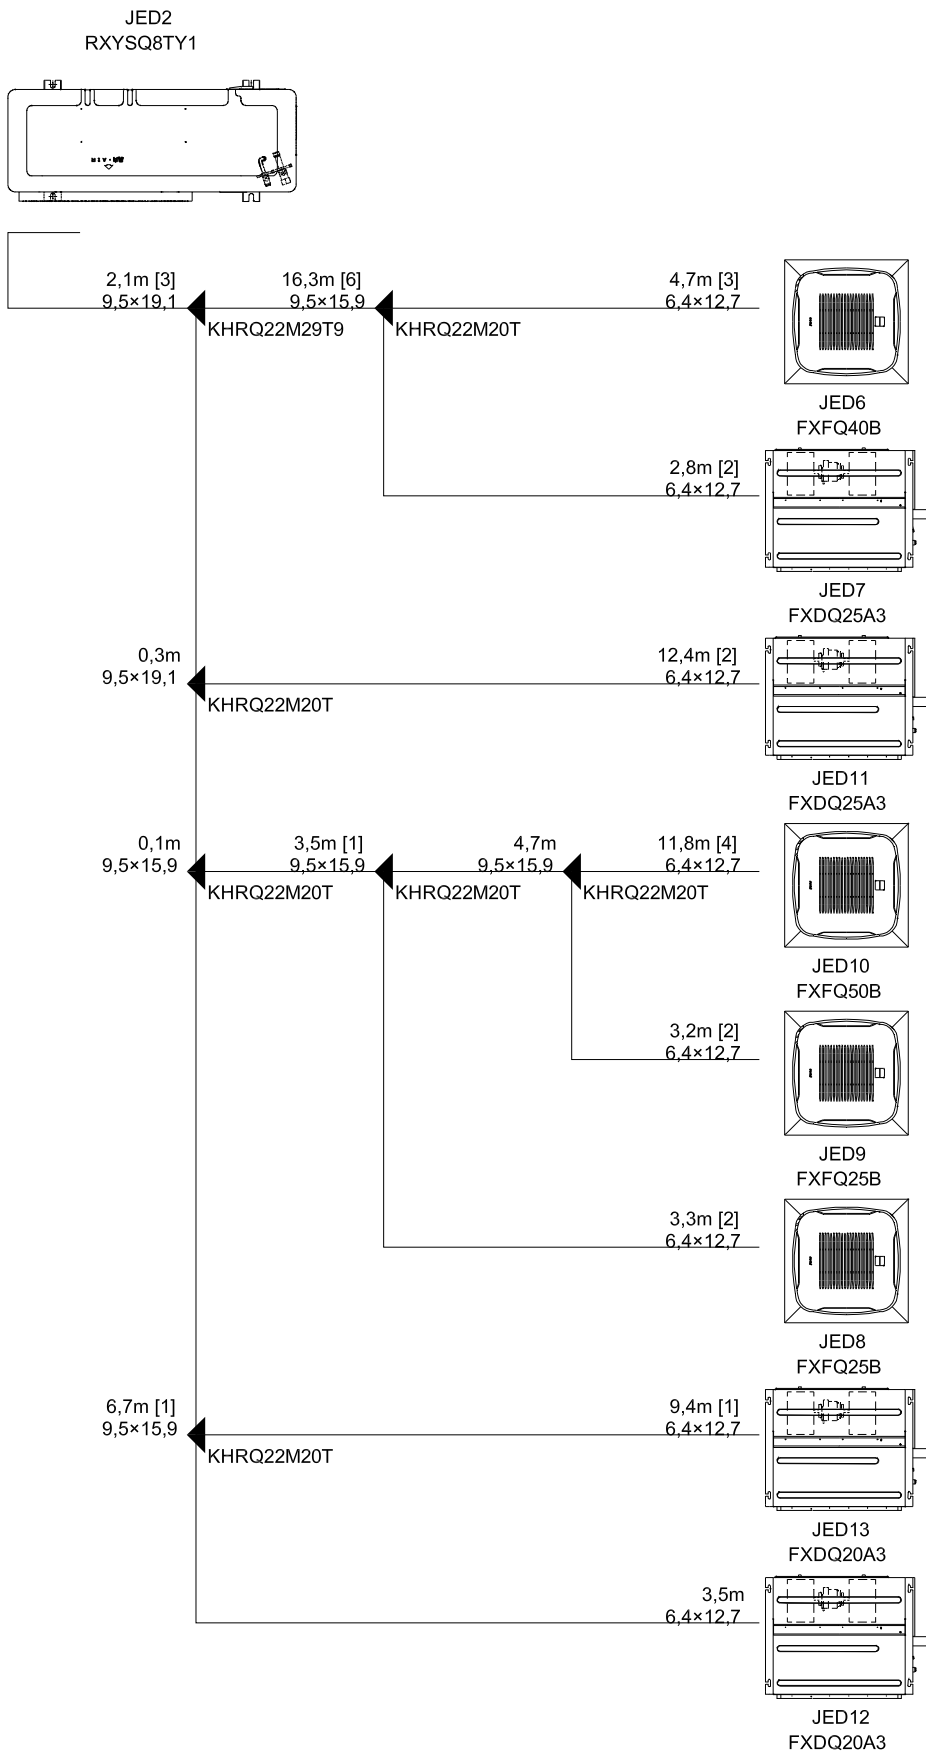 JED2
RXYSQ8TY1
2,1m [3]
9,5×19,1
KHRQ22M29T9
16,3m [6]
9,5×15,9
KHRQ22M20T
4,7m [3]
6,4×12,7
JED6
FXFQ40B
2,8m [2]
6,4×12,7
JED7
FXDQ25A3
0,3m
9,5×19,1
KHRQ22M20T
12,4m [2]
6,4×12,7
JED11
FXDQ25A3
0,1m
9,5×15,9
KHRQ22M20T
3,5m [1]
9,5×15,9
KHRQ22M20T
4,7m
9,5×15,9
KHRQ22M20T
11,8m [4]
6,4×12,7
JED10
FXFQ50B
3,2m [2]
6,4×12,7
JED9
FXFQ25B
3,3m [2]
6,4×12,7
JED8
FXFQ25B
6,7m [1]
9,5×15,9
KHRQ22M20T
9,4m [1]
6,4×12,7
JED13
FXDQ20A3
3,5m
6,4×12,7
JED12
FXDQ20A3